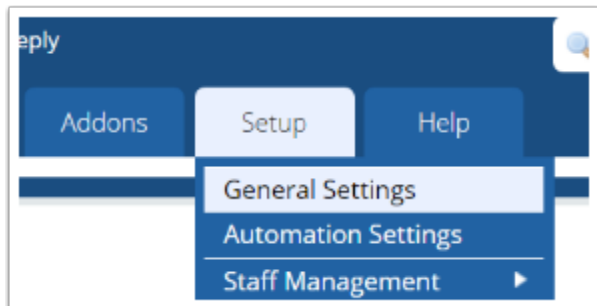 eply
Addons Setup Help
General Settings
Automation Settings
Staff Management